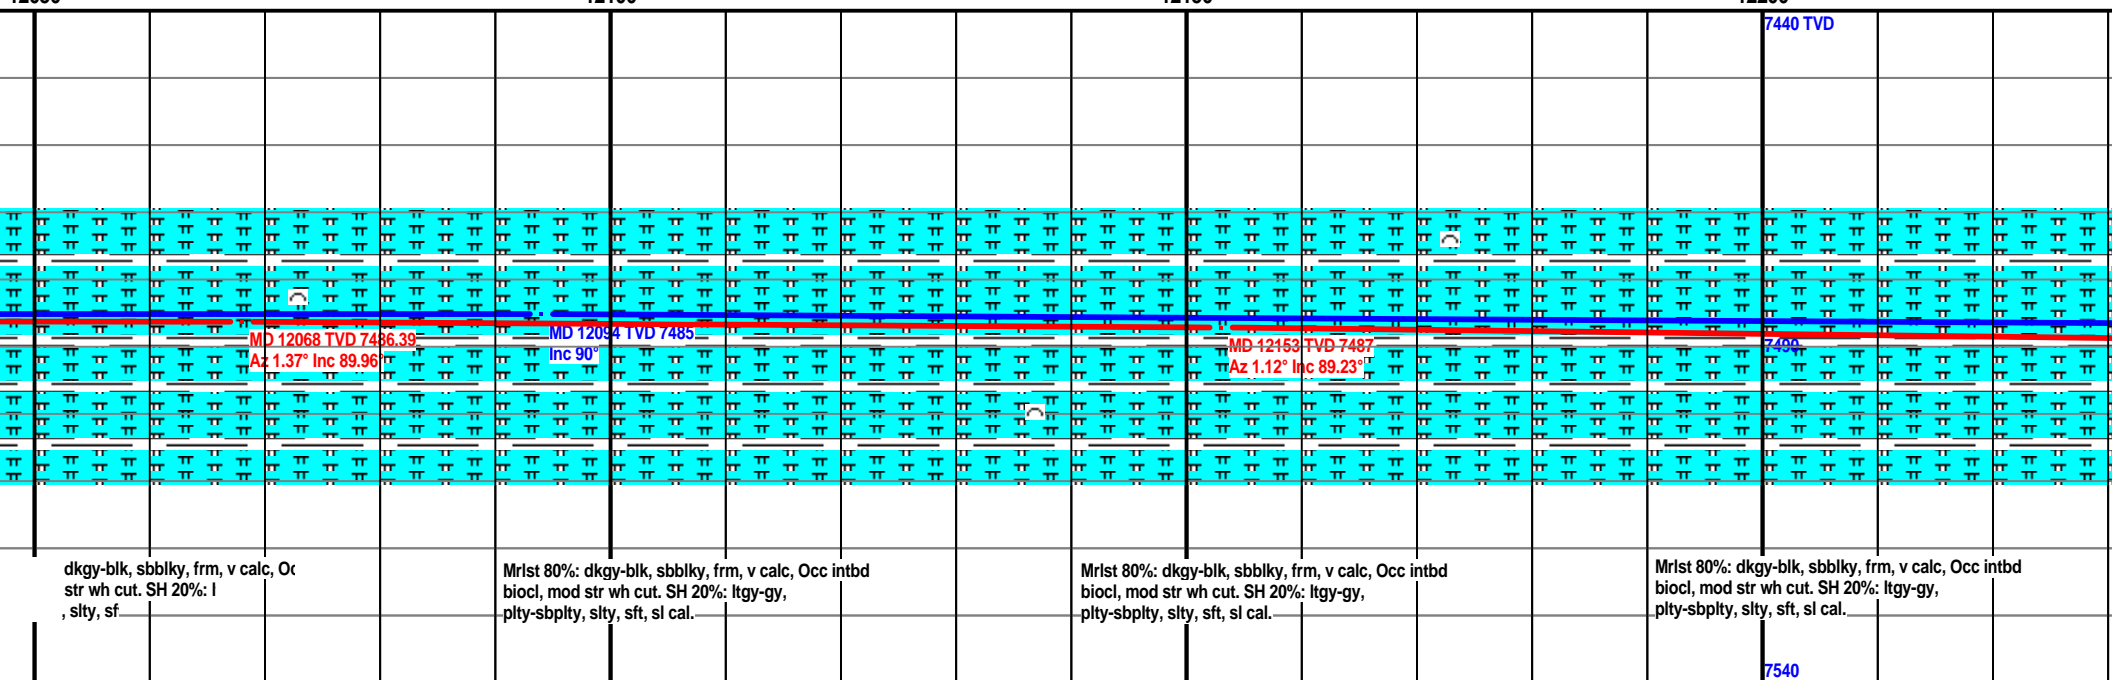 7440 TVD
MD 12068 TVD 7486.39
Az 1.37° Inc 89.96°
MD 12094 TVD 7485
Inc 90°
MD 12153 TVD 7487
Az 1.12° Inc 89.23°
7490
dkgy-blk, sbblky, frm, v calc, Oc
str wh cut. SH 20%: l
, slty, sf
Mrlst 80%: dkgy-blk, sbblky, frm, v calc, Occ intbd
biocl, mod str wh cut. SH 20%: ltgy-gy,
plty-sbplty, slty, sft, sl cal.
Mrlst 80%: dkgy-blk, sbblky, frm, v calc, Occ intbd
biocl, mod str wh cut. SH 20%: ltgy-gy,
plty-sbplty, slty, sft, sl cal.
Mrlst 80%: dkgy-blk, sbblky, frm, v calc, Occ intbd
biocl, mod str wh cut. SH 20%: ltgy-gy,
plty-sbplty, slty, sft, sl cal.
7540